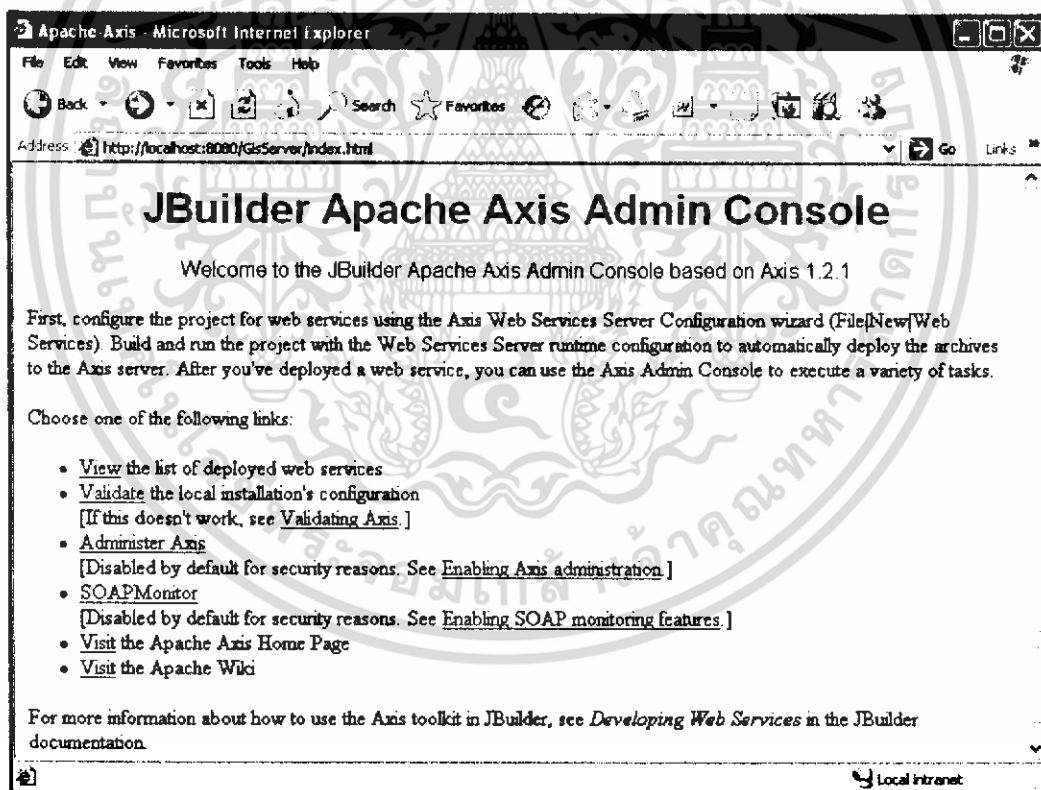 Apache-Axis - Microsoft Internet Explorer
File Edit View Favorites Tools Help
Back Search Favorites
Address http://localhost:8080/GlsServer/index.html Go Links »
JBuilder Apache Axis Admin Console
Welcome to the JBuilder Apache Axis Admin Console based on Axis 1.2.1
First, configure the project for web services using the Axis Web Services Server Configuration wizard (File|New|Web
Services). Build and run the project with the Web Services Server runtime configuration to automatically deploy the archives
to the Axis server. After you've deployed a web service, you can use the Axis Admin Console to execute a variety of tasks.
Choose one of the following links:
• View the list of deployed web services
• Validate the local installation's configuration
[If this doesn't work, see Validating Axis.]
• Administer Axis
[Disabled by default for security reasons. See Enabling Axis administration.]
• SOAPMonitor
[Disabled by default for security reasons. See Enabling SOAP monitoring features.]
• Visit the Apache Axis Home Page
• Visit the Apache Wiki
For more information about how to use the Axis toolkit in JBuilder, see Developing Web Services in the JBuilder
documentation.
Local intranet